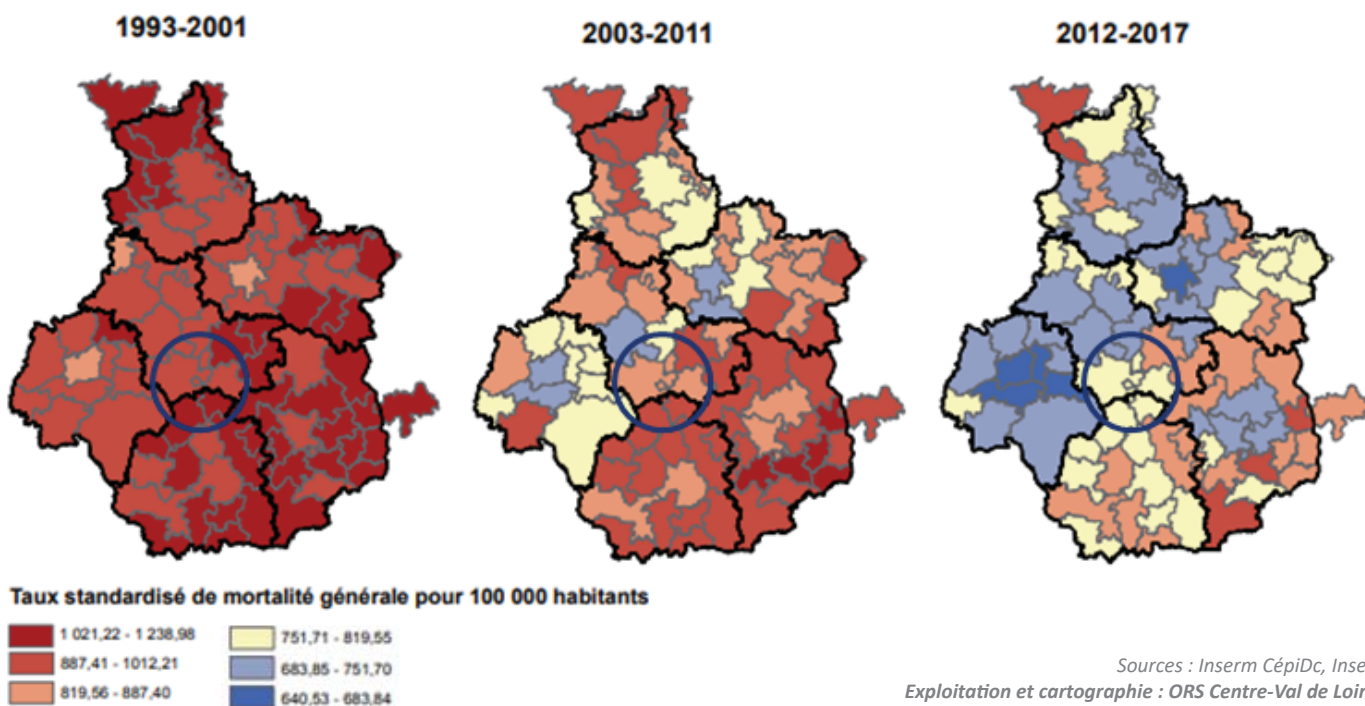 1993-2001
2003-2011
2012-2017
Taux standardisé de mortalité générale pour 100 000 habitants
1 021,22 - 1 238,98
887,41 - 1012,21
819,56 - 887,40
751,71 - 819,55
683,85 - 751,70
640,53 - 683,84
Sources : Inserm CépiDc, Inse
Exploitation et cartographie : ORS Centre-Val de Loir